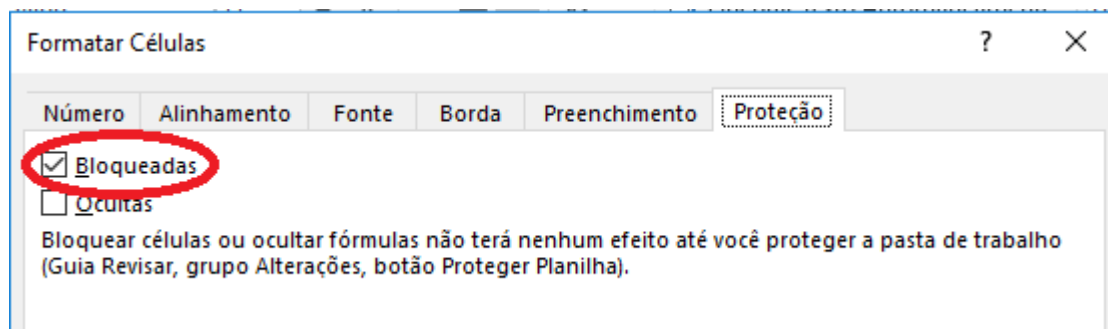 Formatar Células ? ×
Número Alinhamento Fonte Borda Preenchimento Proteção
Bloqueadas
Ocultas
Bloquear células ou ocultar fórmulas não terá nenhum efeito até você proteger a pasta de trabalho
(Guia Revisar, grupo Alterações, botão Proteger Planilha).